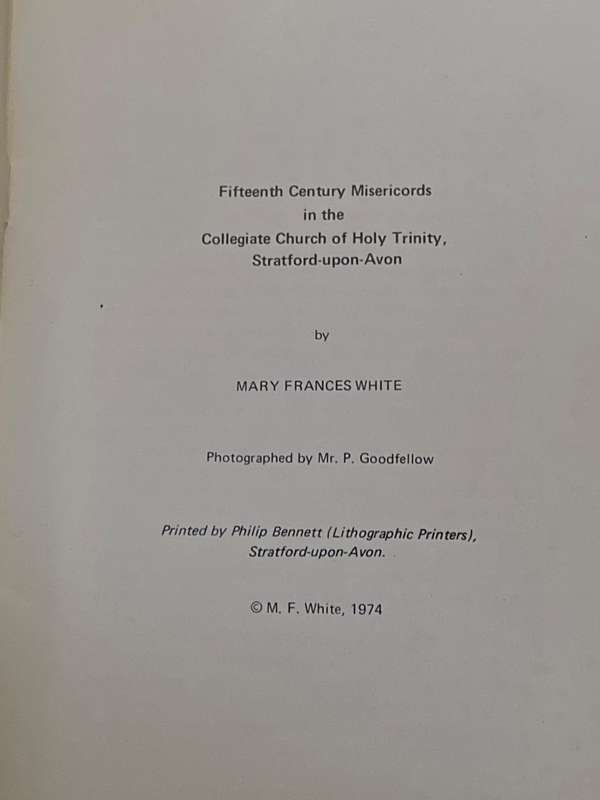 Fifteenth Century Misericords
in the
Collegiate Church of Holy Trinity,
Stratford-upon-Avon
by
MARY FRANCES WHITE
Photographed by Mr. P. Goodfellow
Printed by Philip Bennett (Lithographic Printers),
Stratford-upon-Avon.
© M. F. White, 1974